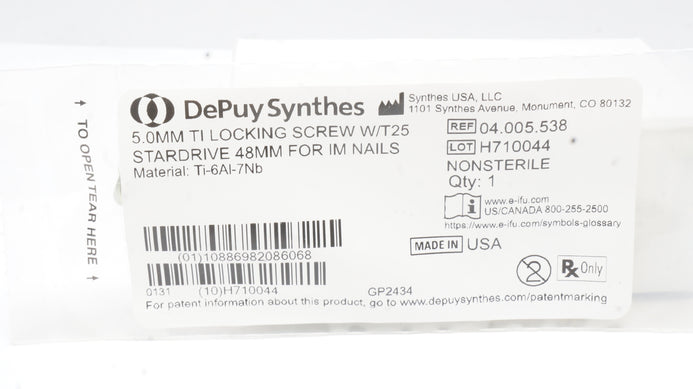 TO OPEN TEAR HERE
DePuy Synthes
Synthes USA, LLC
1101 Synthes Avenue, Monument, CO 80132
5.0MM TI LOCKING SCREW W/T25
STARDRIVE 48MM FOR IM NAILS
Material: Ti-6Al-7Nb
REF 04.005.538
LOT H710044
NONSTERILE
Qty: 1
www.e-ifu.com
US/CANADA 800-255-2500
https://www.e-ifu.com/symbols-glossary
MADE IN USA
(01)10886982086068
0131 (10)H710044 GP2434
2 Rx Only
For patent information about this product, go to www.depuysynthes.com/patentmarking